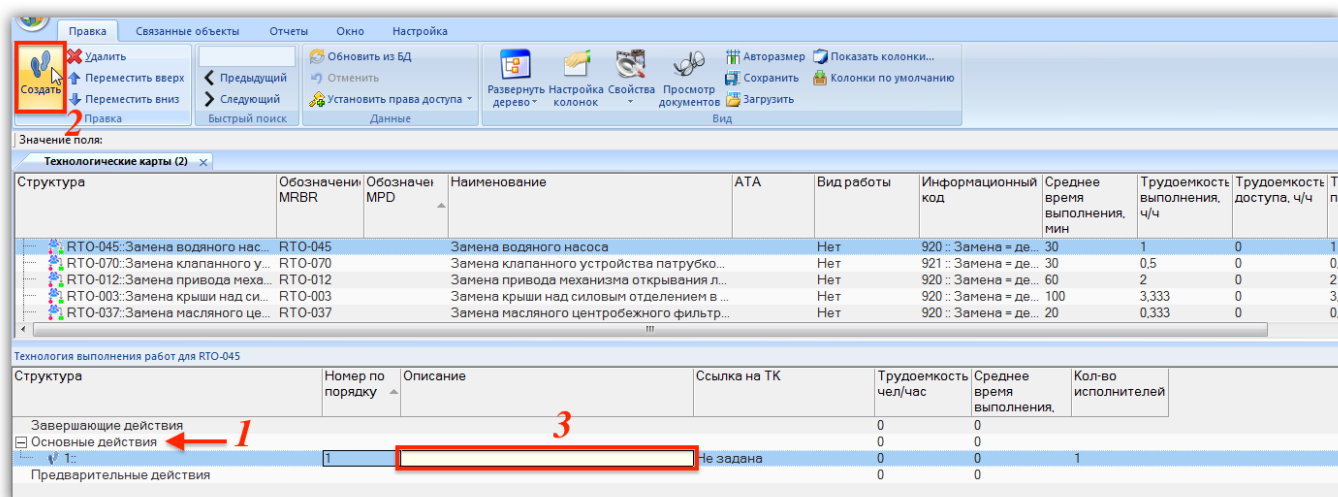 Правка Связанные объекты Отчеты Окно Настройка
Удалить Обновить из БД Авторазмер Показать колонки...
Переместить вверх Предыдущий Отменить Сохранить Колонки по умолчанию
Создать Переместить вниз Следующий Установить права доступа Развернуть дерево Настройка колонок Свойства Просмотр документов Загрузить
2 Правка Быстрый поиск Данные Вид
Значение поля:
Технологические карты (2)
Структура Обозначени MRBR Обозначен MPD Наименование ATA Вид работы Информационный код Среднее время выполнения, мин Трудоемкость выполнения, ч/ч Трудоемкость доступа, ч/ч
RTO-045::Замена водяного нас... RTO-045 Замена водяного насоса Нет 920 :: Замена = де... 30 1 0 1
RTO-070::Замена клапанного у... RTO-070 Замена клапанного устройства патрубко... Нет 921 :: Замена = де... 30 0,5 0 0,
RTO-012::Замена привода меха... RTO-012 Замена привода механизма открывания л... Нет 920 :: Замена = де... 60 2 0 2
RTO-003::Замена крыши над си... RTO-003 Замена крыши над силовым отделением в ... Нет 920 :: Замена = де... 100 3,333 0 3,
RTO-037::Замена масляного це... RTO-037 Замена масляного центробежного фильтр... Нет 920 :: Замена = де... 20 0,333 0 0,
Технология выполнения работ для RTO-045
Структура Номер по порядку Описание Ссылка на ТК Трудоемкость чел/час Среднее время выполнения, Кол-во исполнителей
Завершающие действия 0 0
Основные действия 1 3 0 0
1:: 1 Не задана 0 0 1
Предварительные действия 0 0